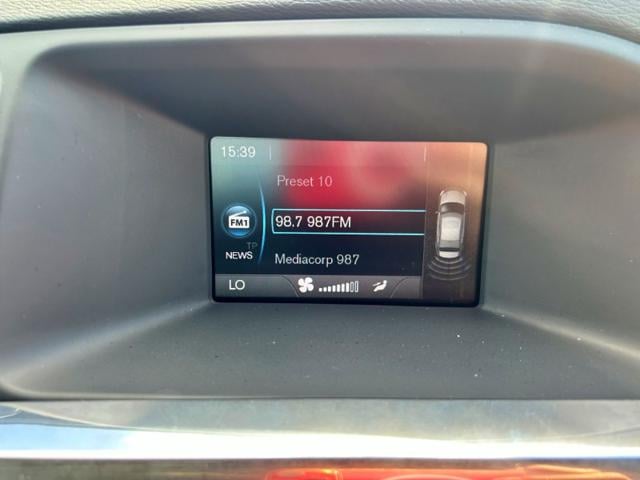 15:39
Preset 10
FM1
98.7 987FM
TP
NEWS
Mediacorp 987
LO